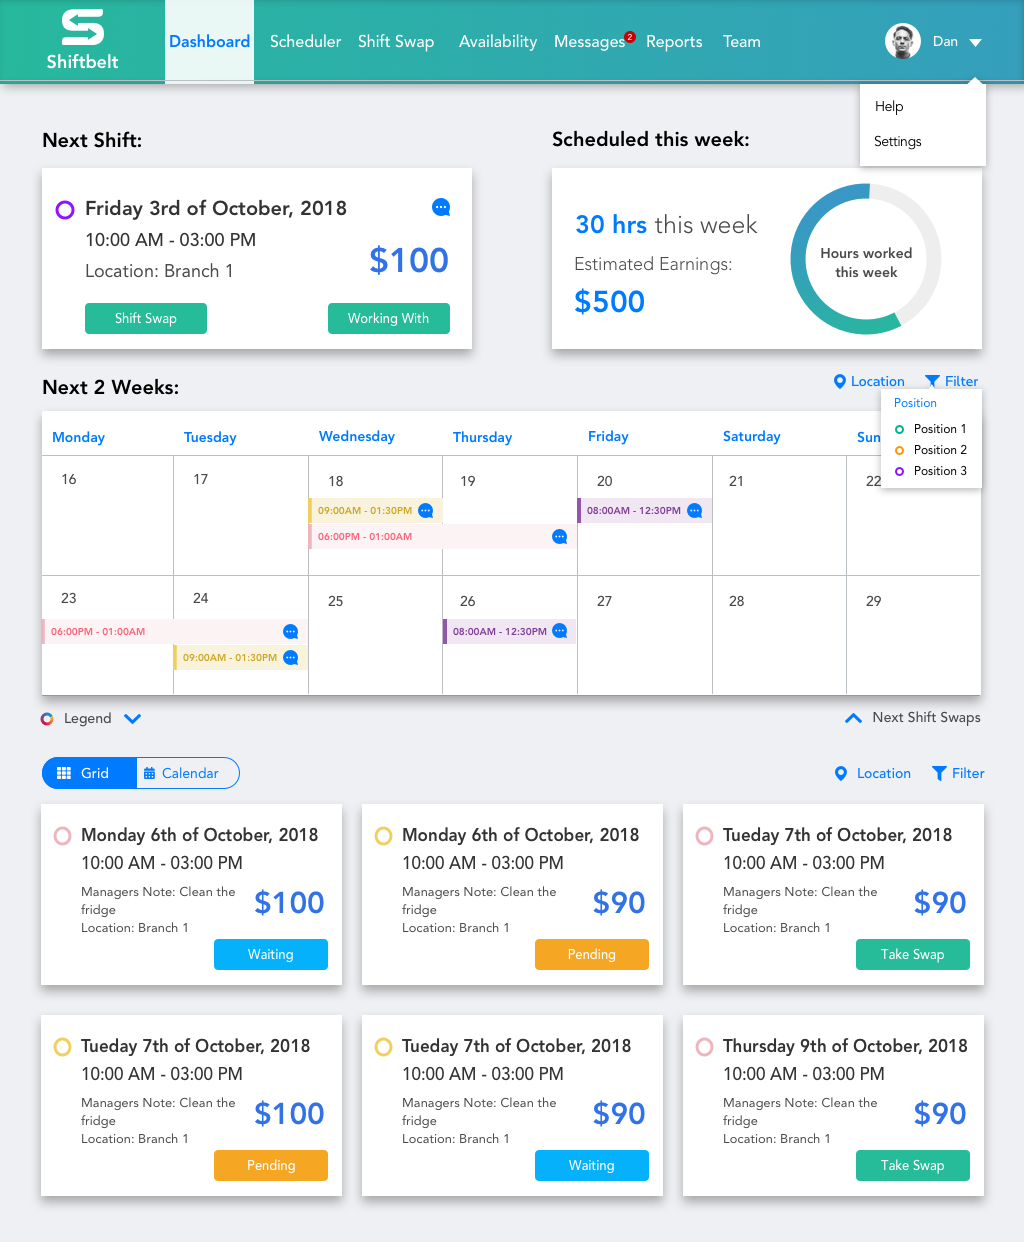 Shiftbelt
Dashboard
Scheduler
Shift Swap
Availability
Messages
2
Reports
Team
Dan
Help
Settings
Next Shift:
Friday 3rd of October, 2018
10:00 AM - 03:00 PM
Location: Branch 1
$100
Shift Swap
Working With
Scheduled this week:
30 hrs this week
Estimated Earnings:
$500
Hours worked
this week
Next 2 Weeks:
Location
Filter
Position
Position 1
Position 2
Position 3
Monday
Tuesday
Wednesday
Thursday
Friday
Saturday
Sun
16
17
18
19
20
21
22
09:00AM - 01:30PM
08:00AM - 12:30PM
06:00PM - 01:00AM
23
24
25
26
27
28
29
06:00PM - 01:00AM
08:00AM - 12:30PM
09:00AM - 01:30PM
Legend
Next Shift Swaps
Grid
Calendar
Location
Filter
Monday 6th of October, 2018
10:00 AM - 03:00 PM
Managers Note: Clean the
fridge
Location: Branch 1
$100
Waiting
Monday 6th of October, 2018
10:00 AM - 03:00 PM
Managers Note: Clean the
fridge
Location: Branch 1
$90
Pending
Tueday 7th of October, 2018
10:00 AM - 03:00 PM
Managers Note: Clean the
fridge
Location: Branch 1
$90
Take Swap
Tueday 7th of October, 2018
10:00 AM - 03:00 PM
Managers Note: Clean the
fridge
Location: Branch 1
$100
Pending
Tueday 7th of October, 2018
10:00 AM - 03:00 PM
Managers Note: Clean the
fridge
Location: Branch 1
$90
Waiting
Thursday 9th of October, 2018
10:00 AM - 03:00 PM
Managers Note: Clean the
fridge
Location: Branch 1
$90
Take Swap